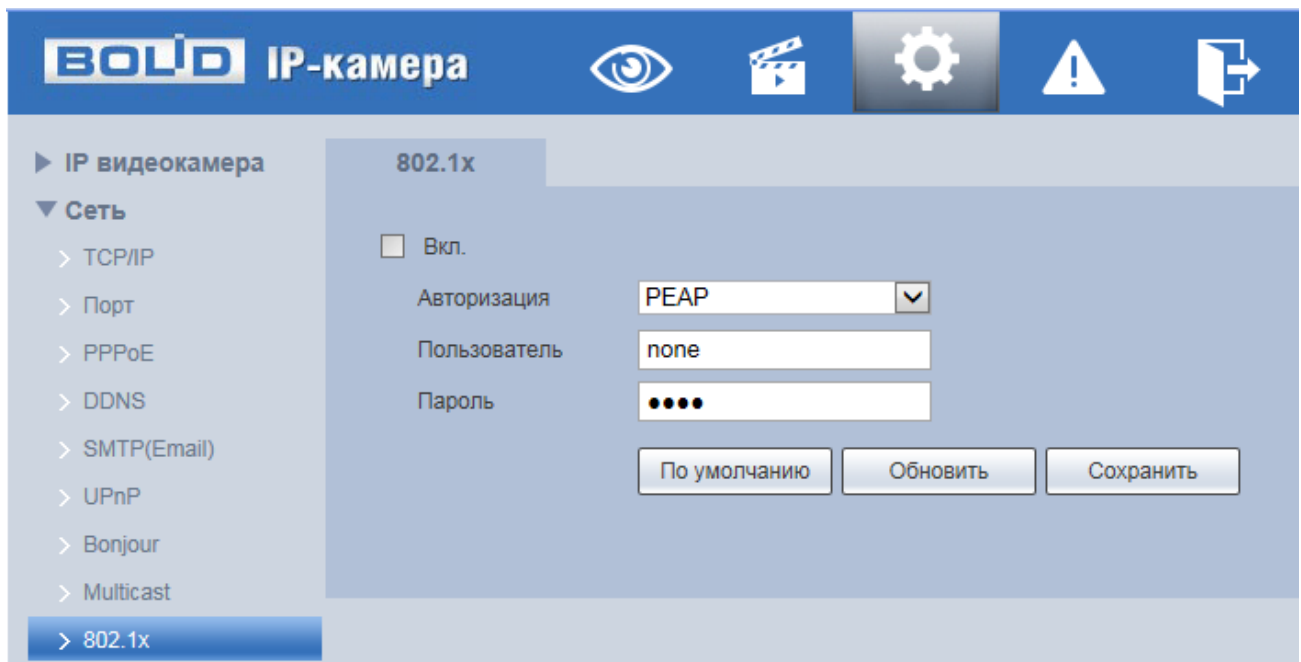 BOLID IP-камера
IP видеокамера
Сеть
TCP/IP
Порт
PPPoE
DDNS
SMTP(Email)
UPnP
Bonjour
Multicast
802.1x
802.1x
Вкл.
Авторизация PEAP
Пользователь none
Пароль ••••
По умолчанию Обновить Сохранить